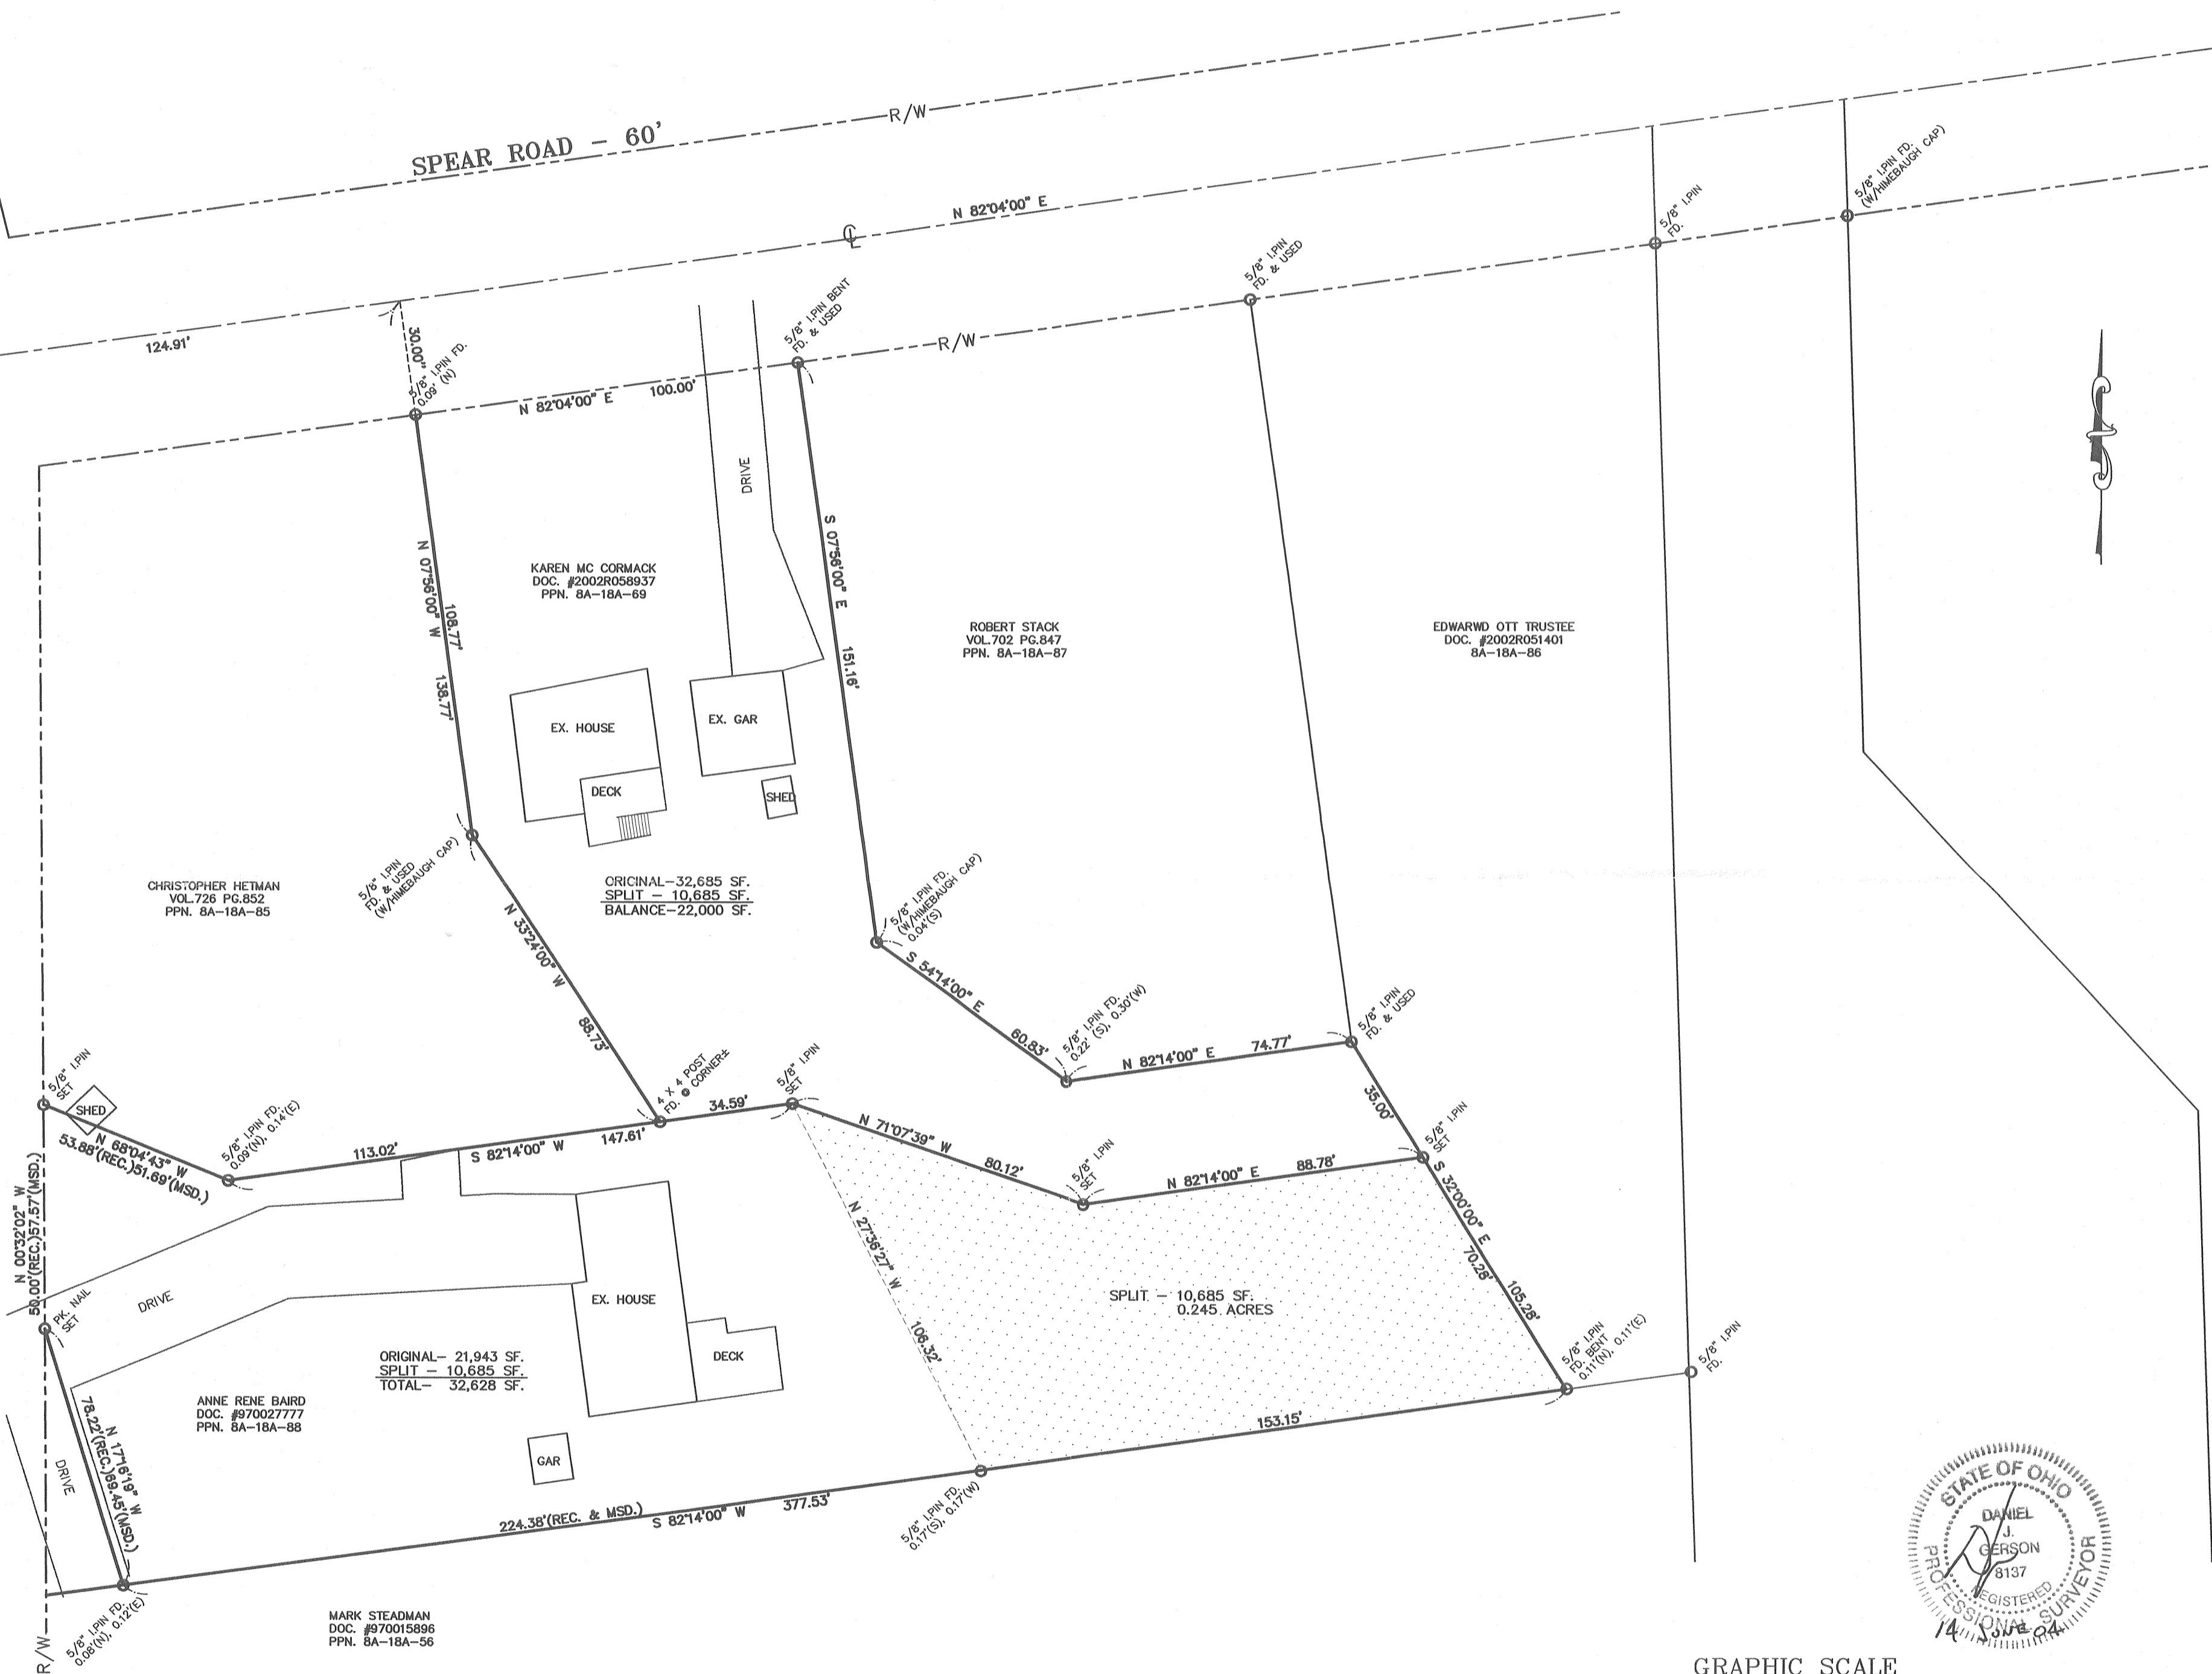 SPEAR ROAD - 60'
R/W
N 82°04'00" E
℄
5/8" I.PIN FD.
(W/HIMEBAUGH CAP)
5/8" I.PIN
FD.
5/8" I.PIN
FD. & USED
5/8" I.PIN BENT
FD. & USED
R/W
124.91'
30.00'
5/8" I.PIN FD.
0.09' (N)
N 82°04'00" E
100.00'
DRIVE
N 07°56'00" W
108.77'
138.77'
S 07°56'00" E
151.16'
KAREN MC CORMACK
DOC. #2002R058937
PPN. 8A-18A-69
ROBERT STACK
VOL.702 PG.847
PPN. 8A-18A-87
EDWARWD OTT TRUSTEE
DOC. #2002R051401
8A-18A-86
EX. HOUSE
EX. GAR
DECK
SHED
5/8" I.PIN
FD. & USED
(W/HIMEBAUGH CAP)
CHRISTOPHER HETMAN
VOL.726 PG.852
PPN. 8A-18A-85
ORIGINAL-32,685 SF.
SPLIT - 10,685 SF.
BALANCE-22,000 SF.
5/8" I.PIN FD.
(W/HIMEBAUGH CAP)
0.04'(S)
N 33°24'00" W
88.73'
S 54°14'00" E
60.83'
5/8" I.PIN FD.
0.22' (S), 0.30'(W)
N 82°14'00" E
74.77'
5/8" I.PIN
FD. & USED
35.00'
5/8" I.PIN
SET
SHED
5/8" I.PIN FD.
0.09'(N), 0.14'(E)
N 68°04'43" W
53.88'(REC.)51.69'(MSD.)
113.02'
S 82°14'00" W
147.61'
4 X 4 POST
FD. @ CORNER±
34.59'
5/8" I.PIN
SET
N 71°07'39" W
80.12'
5/8" I.PIN
SET
N 82°14'00" E
88.78'
5/8" I.PIN
SET
S 32°00'00" E
70.28'
105.28'
N 00°32'02" W
50.00'(REC.)57.57'(MSD.)
PK. NAIL
SET
DRIVE
EX. HOUSE
DECK
N 27°36'27" W
106.32'
SPLIT - 10,685 SF.
0.245 ACRES
5/8" I.PIN
FD. BENT
0.11'(N), 0.11'(E)
5/8" I.PIN
FD.
ORIGINAL- 21,943 SF.
SPLIT - 10,685 SF.
TOTAL- 32,628 SF.
ANNE RENE BAIRD
DOC. #970027777
PPN. 8A-18A-88
N 17°16'19" W
78.22'(REC.)69.45'(MSD.)
DRIVE
GAR
153.15'
224.38'(REC. & MSD.)
S 82°14'00" W
377.53'
5/8" I.PIN FD.
0.17'(S), 0.17'(W)
5/8" I.PIN FD.
0.08'(N), 0.12'(E)
R/W
MARK STEADMAN
DOC. #970015896
PPN. 8A-18A-56
STATE OF OHIO
DANIEL
J.
GERSON
8137
REGISTERED
PROFESSIONAL SURVEYOR
14 JUNE 04
GRAPHIC SCALE